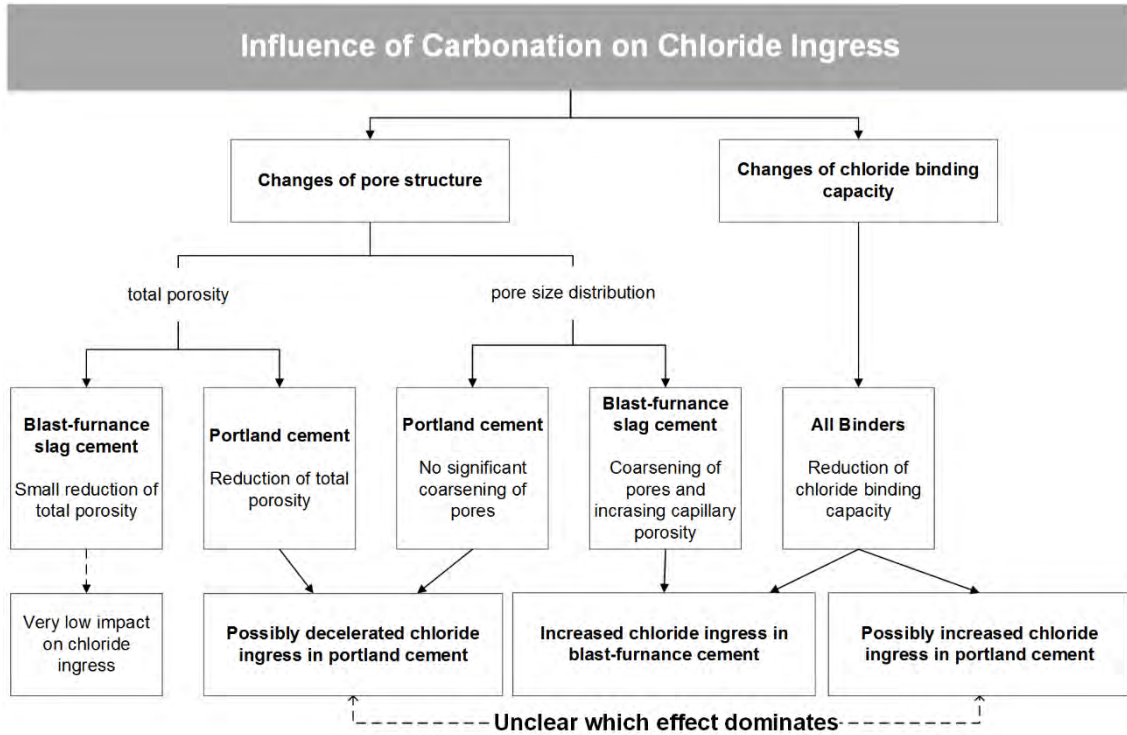 Influence of Carbonation on Chloride Ingress
Changes of pore structure
Changes of chloride binding
capacity
total porosity
pore size distribution
Blast-furnance
slag cement
Small reduction of
total porosity
Portland cement
Reduction of total
porosity
Portland cement
No significant
coarsening of
pores
Blast-furnance
slag cement
Coarsening of
pores and
incrasing capillary
porosity
All Binders
Reduction of
chloride binding
capacity
Very low impact
on chloride
ingress
Possibly decelerated chloride
ingress in portland cement
Increased chloride ingress in
blast-furnance cement
Possibly increased chloride
ingress in portland cement
Unclear which effect dominates